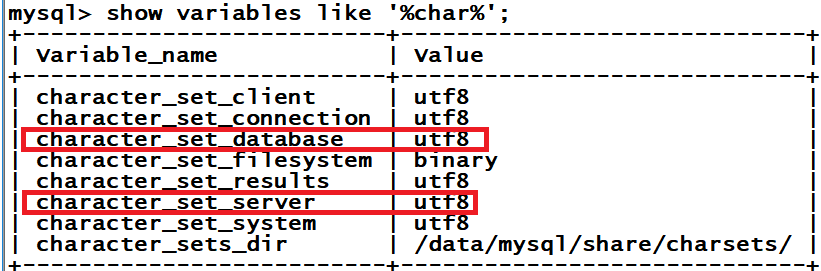 mysql> show variables like '%char%';
+--------------------------+----------------------------+
| Variable_name            | Value                      |
+--------------------------+----------------------------+
| character_set_client     | utf8                       |
| character_set_connection | utf8                       |
| character_set_database   | utf8                       |
| character_set_filesystem | binary                     |
| character_set_results    | utf8                       |
| character_set_server     | utf8                       |
| character_set_system     | utf8                       |
| character_sets_dir       | /data/mysql/share/charsets/ |
+--------------------------+----------------------------+